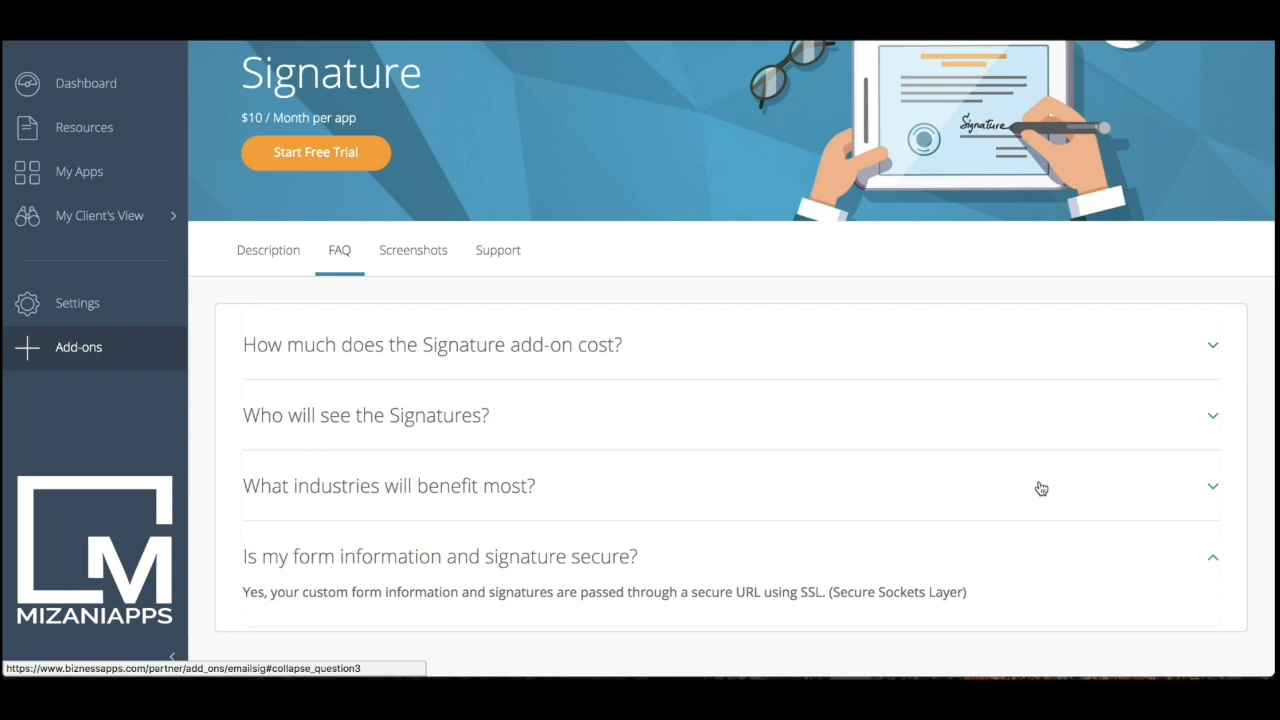 Signature
$10 / Month per app
Start Free Trial
Signature
Dashboard
Resources
My Apps
My Client's View
Settings
Add-ons
M
MIZANIAPPS
Description
FAQ
Screenshots
Support
How much does the Signature add-on cost?
Who will see the Signatures?
What industries will benefit most?
Is my form information and signature secure?
Yes, your custom form information and signatures are passed through a secure URL using SSL. (Secure Sockets Layer)
https://www.biznessapps.com/partner/add_ons/emailsig#collapse_question3